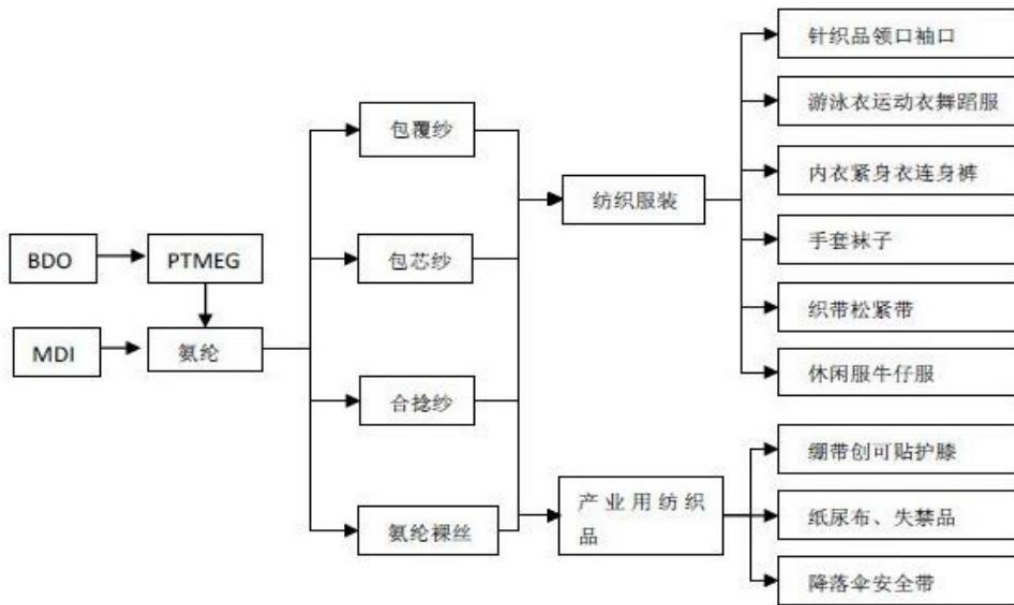 BDO
PTMEG
MDI
氨纶
包覆纱
包芯纱
合捻纱
氨纶裸丝
纺织服装
产业用纺织
品
针织品领口袖口
游泳衣运动衣舞蹈服
内衣紧身衣连身裤
手套袜子
织带松紧带
休闲服牛仔服
绷带创可贴护膝
纸尿布、失禁品
降落伞安全带